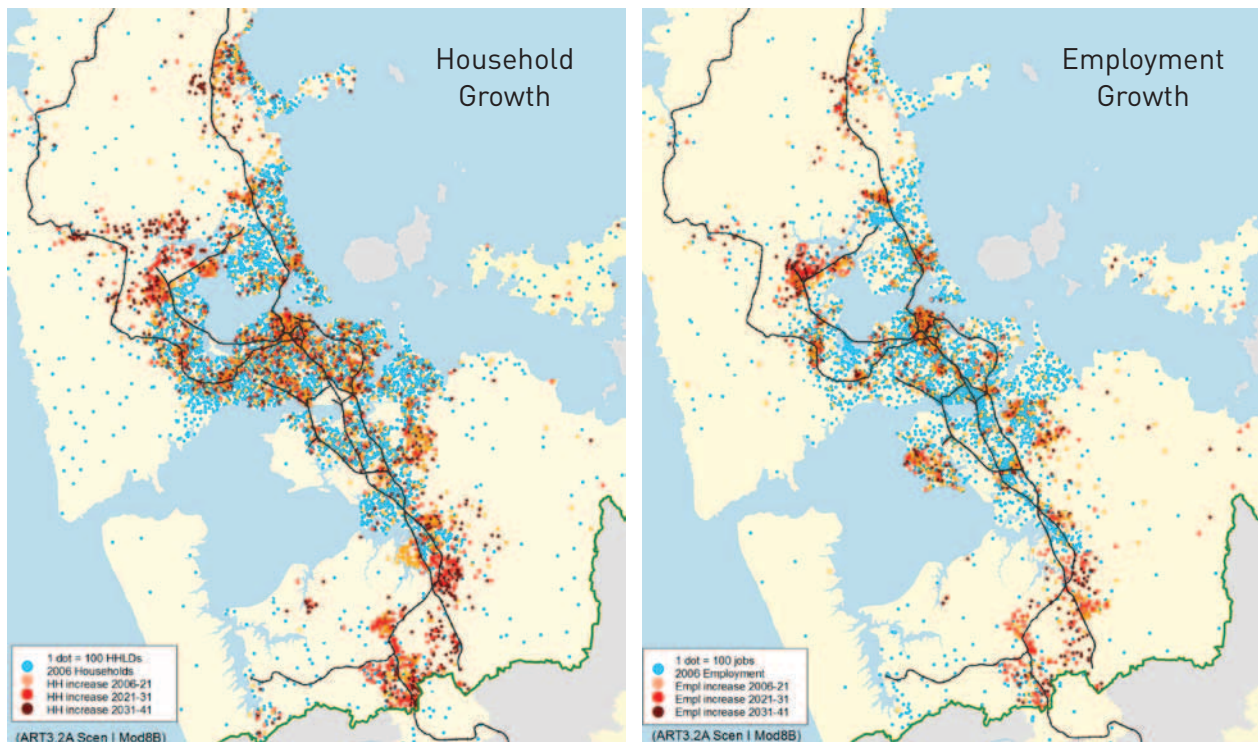 Household
Growth
1 dot = 100 HHLDs
2006 Households
HH increase 2006-21
HH increase 2021-31
HH increase 2031-41
(ART3.2A Scen I Mod8B)
Employment
Growth
1 dot = 100 jobs
2006 Employment
Empl increase 2006-21
Empl increase 2021-31
Empl increase 2031-41
(ART3.2A Scen I Mod8B)